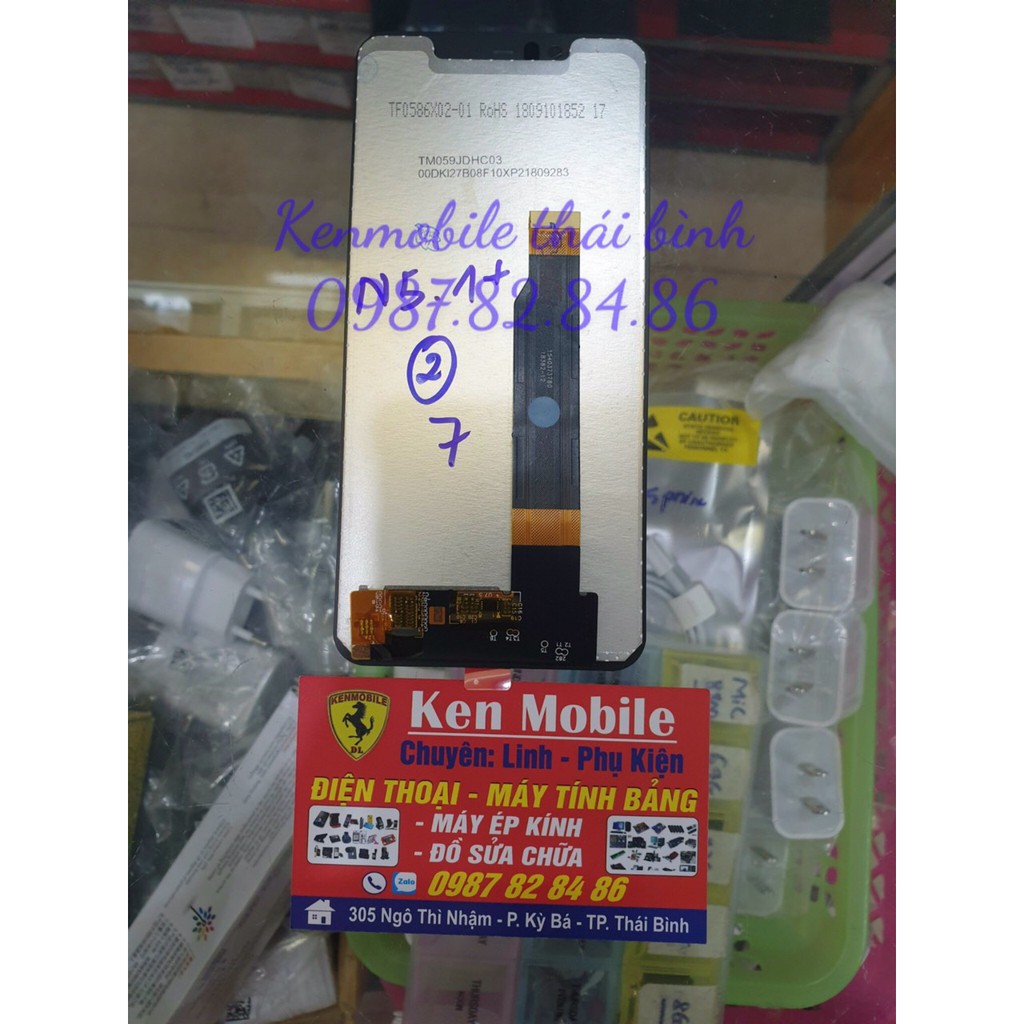 TF0586X02-01 RoHS 1809101852 17
TM059JDHC03
00DKI27B08F10XP21809283
Kenmobile thái bình
0987.82.84.86
N5.1+
2
7
CAUTION
MIC
KENMOBILE
DL
Ken Mobile
Chuyên: Linh - Phụ Kiện
ĐIỆN THOẠI - MÁY TÍNH BẢNG
- MÁY ÉP KÍNH
- ĐỒ SỬA CHỮA
Zalo
0987 82 84 86
305 Ngô Thì Nhậm - P. Kỳ Bá - TP. Thái Bình